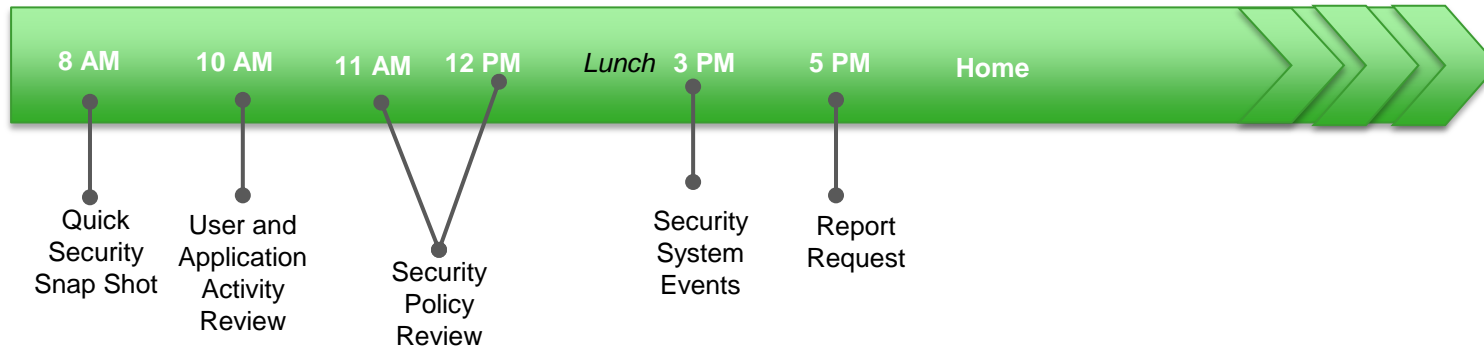 8 AM
10 AM
11 AM
12 PM
Lunch
3 PM
5 PM
Home
Quick
Security
Snap Shot
User and
Application
Activity
Review
Security
Policy
Review
Security
System
Events
Report
Request